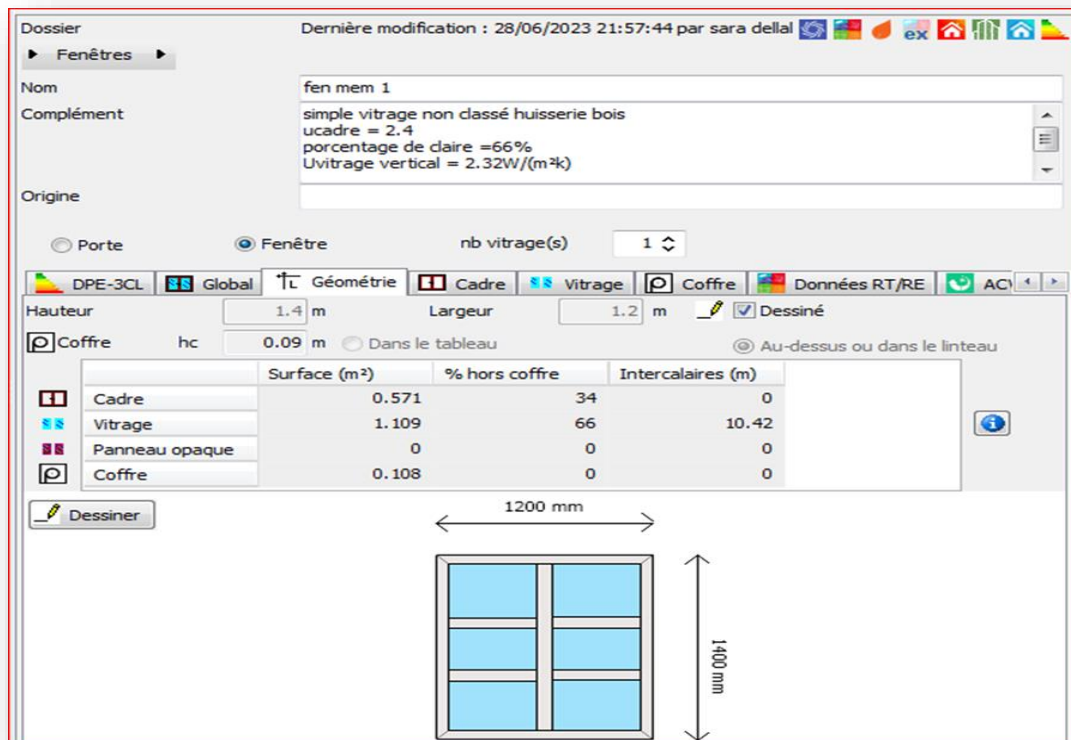 Dossier Dernière modification : 28/06/2023 21:57:44 par sara dellal ex
Fenêtres
Nom fen mem 1
Complément simple vitrage non classé huisserie bois
ucadre = 2.4
porcentage de claire =66%
Uvitrage vertical = 2.32W/(m²k)
Origine
Porte Fenêtre nb vitrage(s) 1
DPE-3CL Global Géométrie Cadre Vitrage Coffre Données RT/RE
Hauteur 1.4 m Largeur 1.2 m Dessiné
Coffre hc 0.09 m Dans le tableau Au-dessus ou dans le linteau
Surface (m²) % hors coffre Intercalaires (m)
Cadre 0.571 34 0
Vitrage 1.109 66 10.42
Panneau opaque 0 0 0
Coffre 0.108 0 0
Dessiner 1200 mm
1400 mm